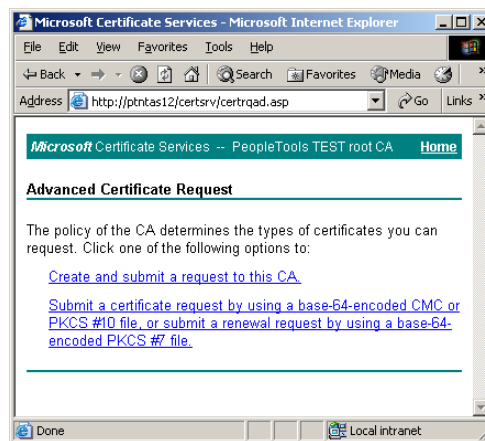 Microsoft Certificate Services - Microsoft Internet Explorer
File Edit View Favorites Tools Help
Back Search Favorites Media »
Address http://ptntas12/certsrv/certrqad.asp Go Links »
Microsoft Certificate Services -- PeopleTools TEST root CA Home
Advanced Certificate Request
The policy of the CA determines the types of certificates you can
request. Click one of the following options to:
Create and submit a request to this CA.
Submit a certificate request by using a base-64-encoded CMC or
PKCS #10 file, or submit a renewal request by using a base-64-
encoded PKCS #7 file.
Done Local intranet